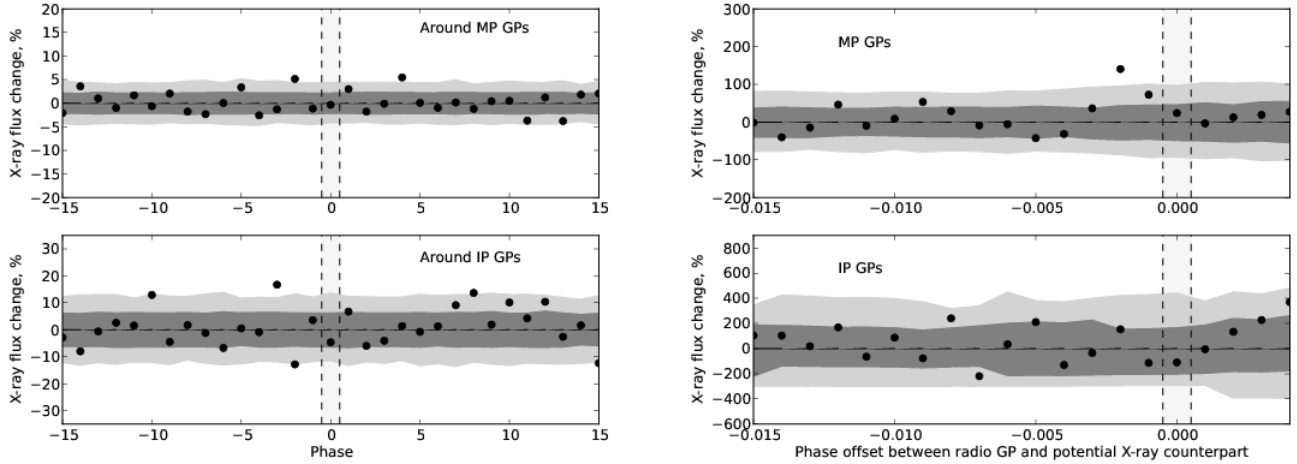 X-ray flux change, %
20
15
10
5
0
−5
−10
−15
−20
Around MP GPs
−15 −10 −5 0 5 10 15
X-ray flux change, %
300
200
100
0
−100
200
MP GPs
−0.015 −0.010 −0.005 0.000
X-ray flux change, %
30
20
10
0
−10
−20
−30
Around IP GPs
−15 −10 −5 0 5 10 15
Phase
X-ray flux change, %
800
600
400
200
0
−200
−400
−600
IP GPs
−0.015 −0.010 −0.005 0.000
Phase offset between radio GP and potential X-ray counterpart